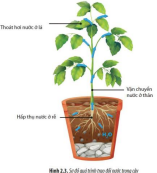 Thoát hơi nước ở lá
Vận chuyển
nước ở thân
Hấp thụ nước ở rễ
Hình 2.3. Sơ đồ quá trình trao đổi nước trong cây